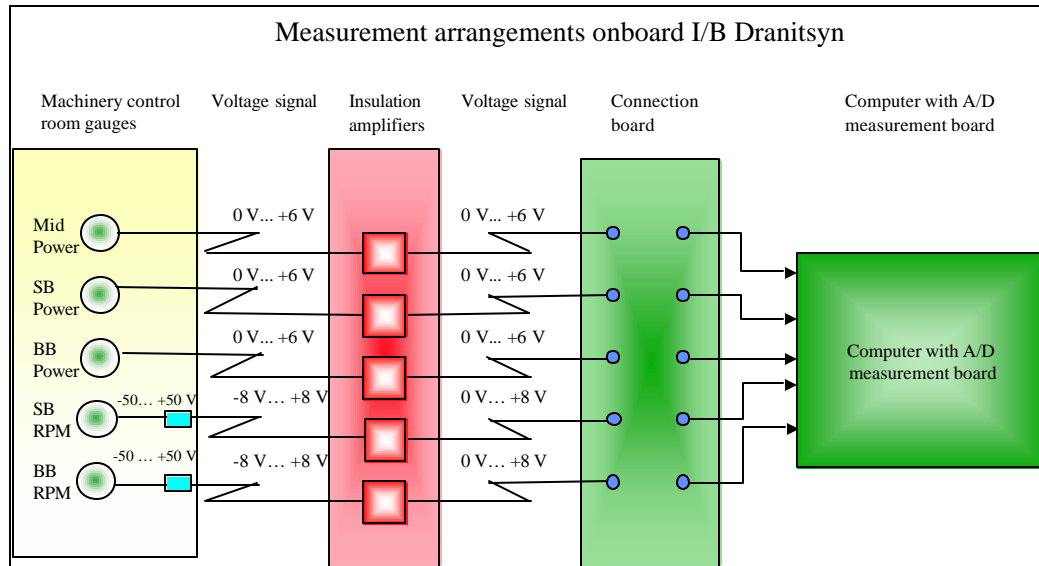 Measurement arrangements onboard I/B Dranitsyn
Machinery control
room gauges
Voltage signal
Insulation
amplifiers
Voltage signal
Connection
board
Computer with A/D
measurement board
Mid
Power
0 V... +6 V
0 V... +6 V
SB
Power
0 V... +6 V
0 V... +6 V
BB
Power
0 V... +6 V
0 V... +6 V
SB
RPM
-50… +50 V
-8 V… +8 V
0 V… +8 V
BB
RPM
-50 … +50 V
-8 V… +8 V
0 V… +8 V
Computer with A/D
measurement board